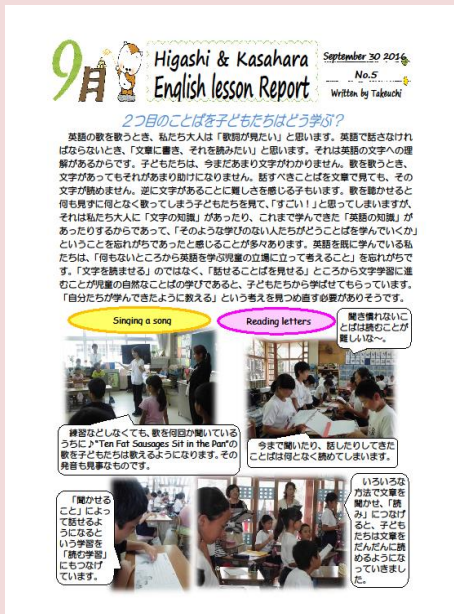 9月
Higashi & Kasahara
English lesson Report
September 30 2016
No.5
Written by Takeuchi
2つ目のことばを子どもたちはどう学ぶ?
英語の歌を歌うとき、私たち大人は「歌詞が見たい」と思います。英語で話さなけれ
ばならないとき、「文章に書き、それを読みたい」と思います。それは英語の文字への理
解があるからです。子どもたちは、今まだあまり文字がわかりません。歌を歌うとき、
文字があってもそれがあまり助けになりません。話すべきことばを文章で見ても、その
文字が読めません。逆に文字があることに難しさを感じる子もいます。歌を聴かせると
何も見ずに何となく歌ってしまう子どもたちを見て、「すごい!」と思ってしまいますが、
それは私たち大人に「文字の知識」があったり、これまで学んできた「英語の知識」が
あったりするからであって、「そのような学びのない人たちがどうことばを学んでいくか」
ということを忘れがちであったと感じることが多々あります。英語を既に学んでいる私
たちは、「何もないところから英語を学ぶ児童の立場に立って考えること」を忘れがちで
す。「文字を読ませる」のではなく、「話せることばを見せる」ところから文字学習に進
むことが児童の自然なことばの学びであると、子どもたちから学ばせてもらっています。
「自分たちが学んできたように教える」という考えを見つめ直す必要がありそうです。
Singing a song
Reading letters
聞き慣れないこ
とばは読むことが
難しいな~。
練習などしなくても、歌を何回か聞いている
うちに♪"Ten Fat Sausages Sit in the Pan"の
歌を子どもたちは歌えるようになります。その
発音も見事なものです。
今まで聞いたり、話したりしてきた
ことばは何となく読めてしまいます。
「聞かせる
こと」によっ
て話せるよ
うになると
いう学習を
「読む学習」
にもつなげ
ています。
いろいろな
方法で文章を
聞かせ、「読
み」につなげ
ると、子ども
たちは文章を
だんだんに読
めるようにな
っていきまし
た。